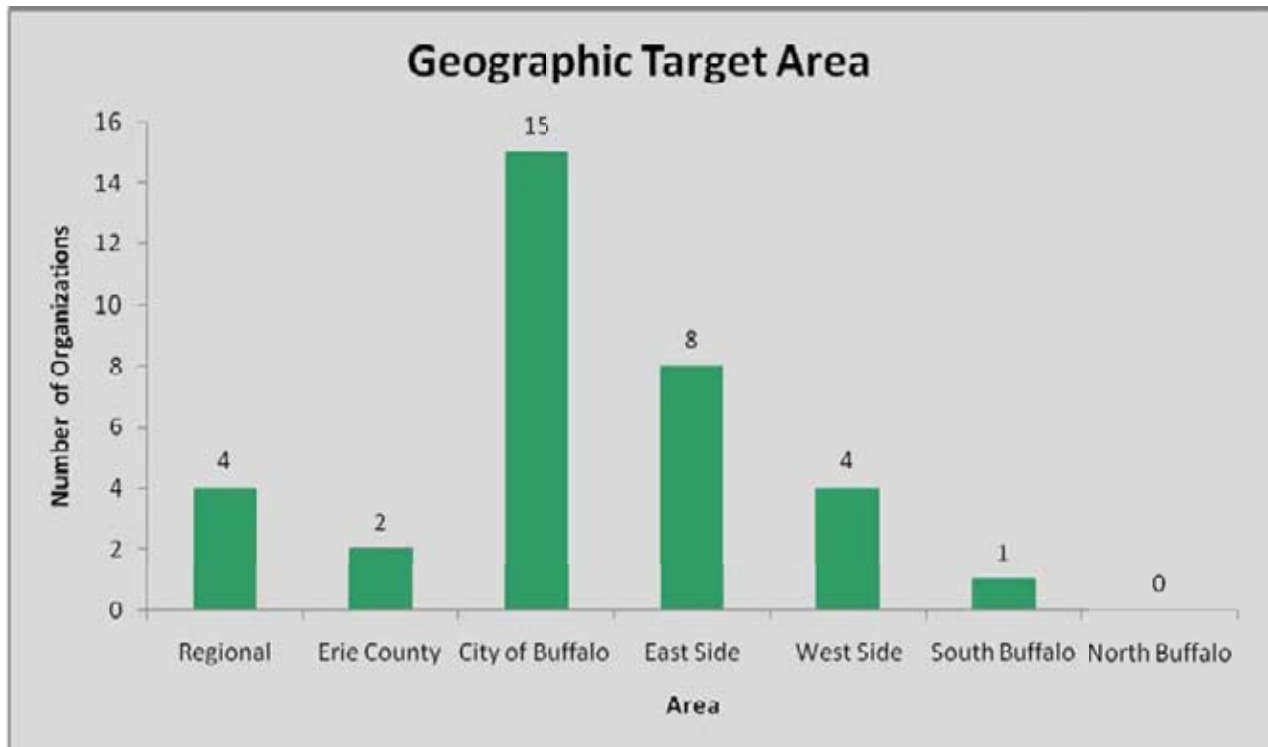 Geographic Target Area
Number of Organizations
16
14
12
10
8
6
4
2
0
4
2
15
8
4
1
0
Regional
Erie County
City of Buffalo
East Side
West Side
South Buffalo
North Buffalo
Area